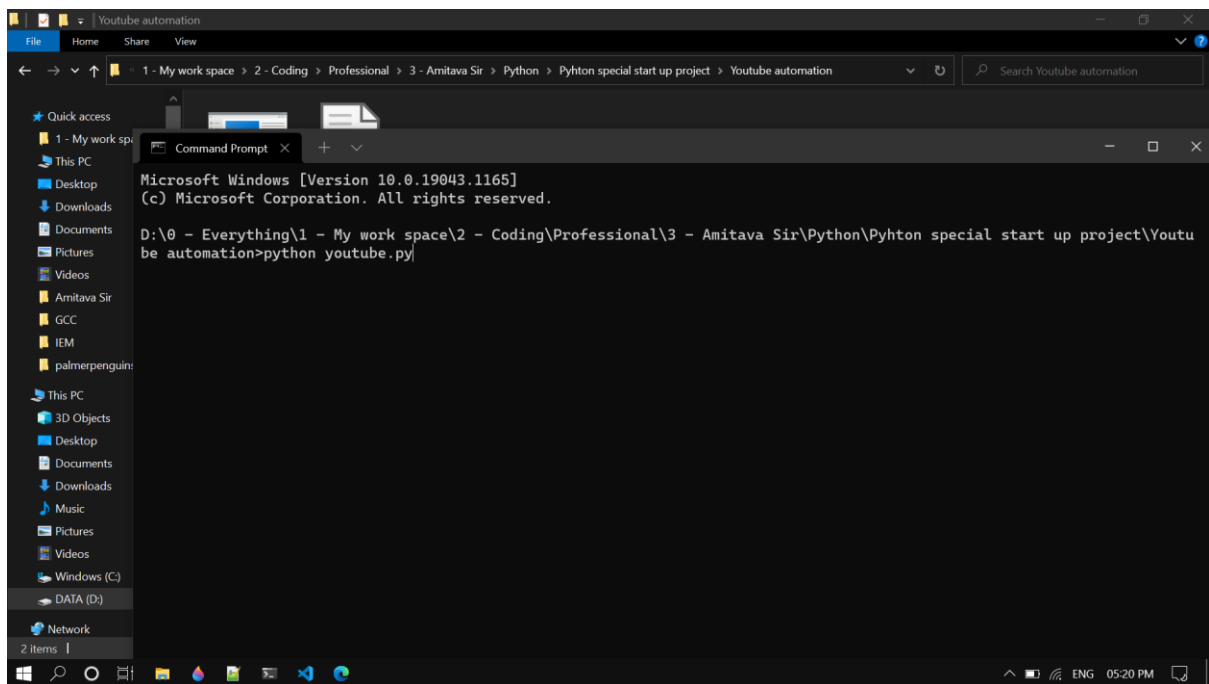 Youtube automation
File Home Share View
1 - My work space > 2 - Coding > Professional > 3 - Amitava Sir > Python > Pyhton special start up project > Youtube automation
Search Youtube automation
Quick access
1 - My work spa
This PC
Desktop
Downloads
Documents
Pictures
Videos
Amitava Sir
GCC
IEM
palmerpenguins
This PC
3D Objects
Desktop
Documents
Downloads
Music
Pictures
Videos
Windows (C:)
DATA (D:)
Network
2 items
Command Prompt
Microsoft Windows [Version 10.0.19043.1165]
(c) Microsoft Corporation. All rights reserved.
D:\0 - Everything\1 - My work space\2 - Coding\Professional\3 - Amitava Sir\Python\Pyhton special start up project\Youtu
be automation>python youtube.py
ENG 05:20 PM